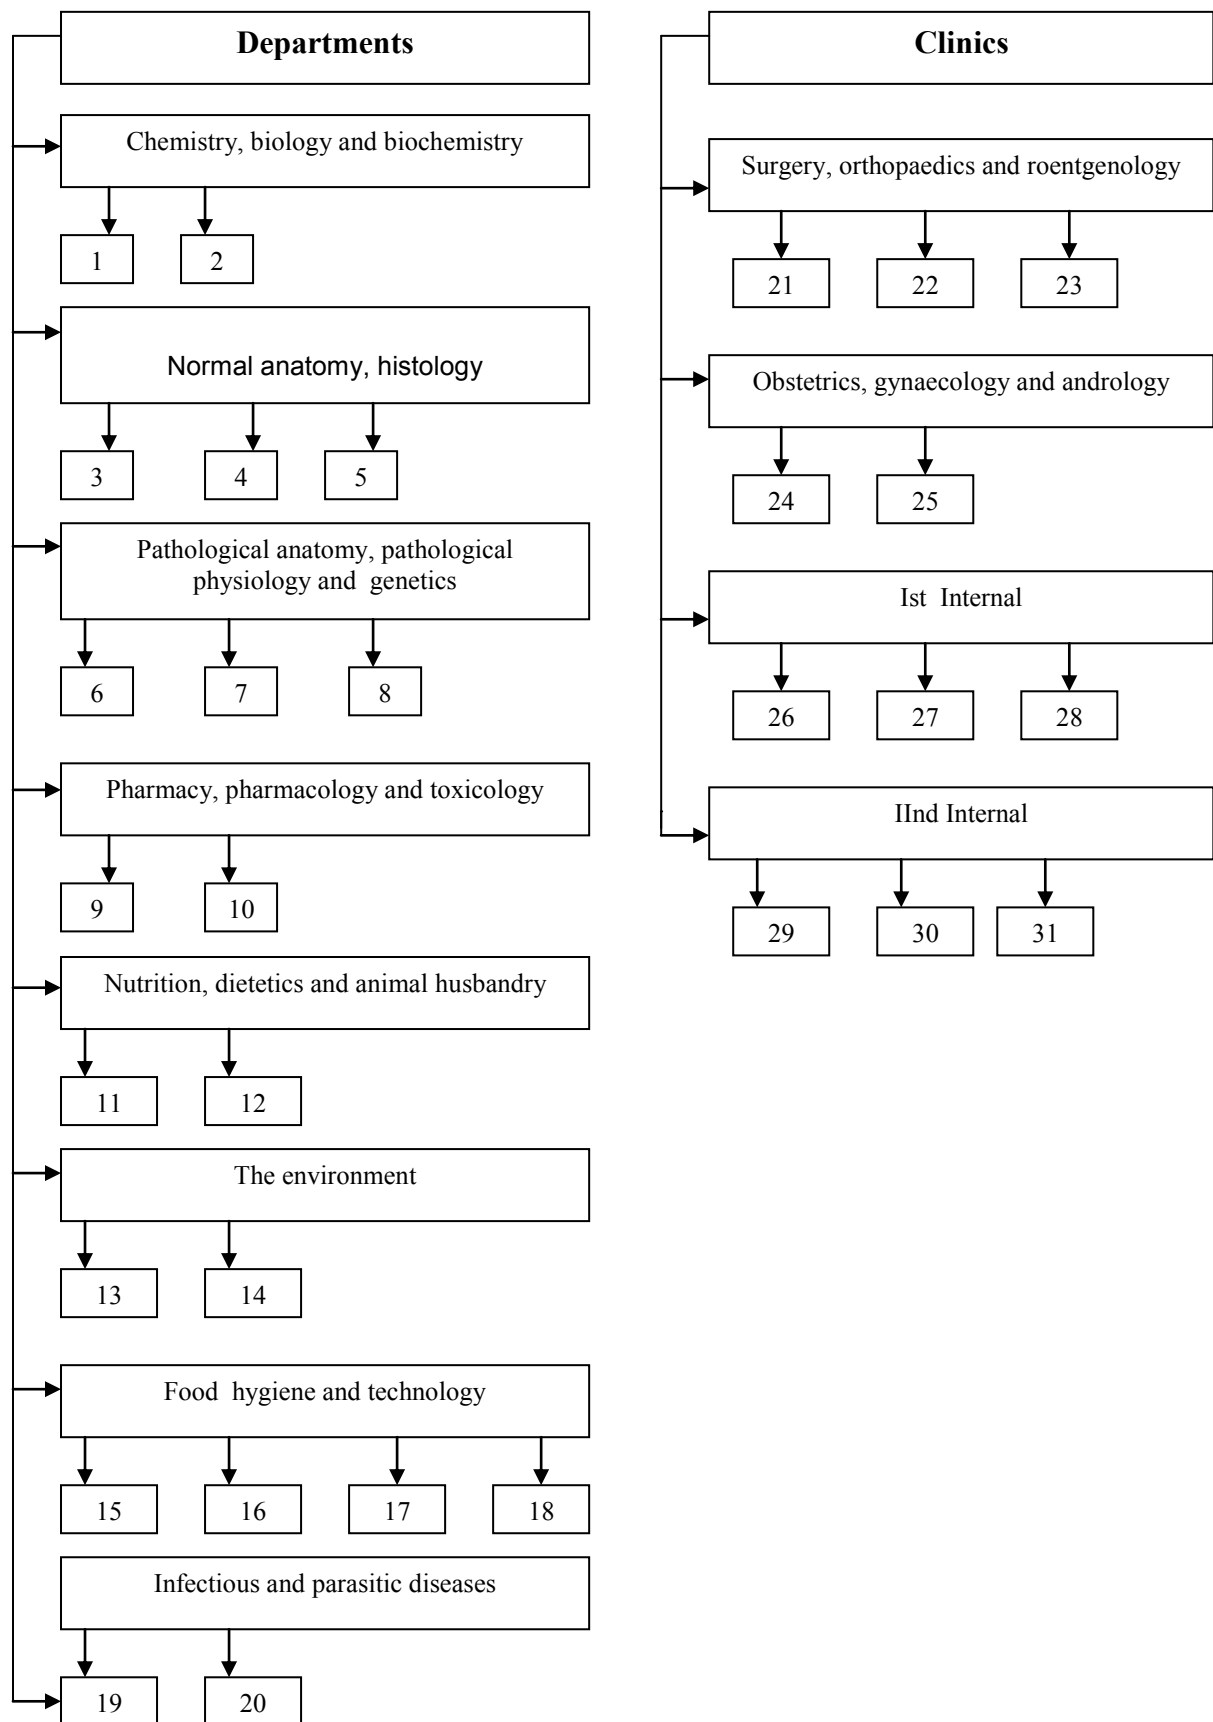 Departments
Chemistry, biology and biochemistry
1 2
Normal anatomy, histology
3 4 5
Pathological anatomy, pathological
physiology and genetics
6 7 8
Pharmacy, pharmacology and toxicology
9 10
Nutrition, dietetics and animal husbandry
11 12
The environment
13 14
Food hygiene and technology
15 16 17 18
Infectious and parasitic diseases
19 20
Clinics
Surgery, orthopaedics and roentgenology
21 22 23
Obstetrics, gynaecology and andrology
24 25
Ist Internal
26 27 28
IInd Internal
29 30 31